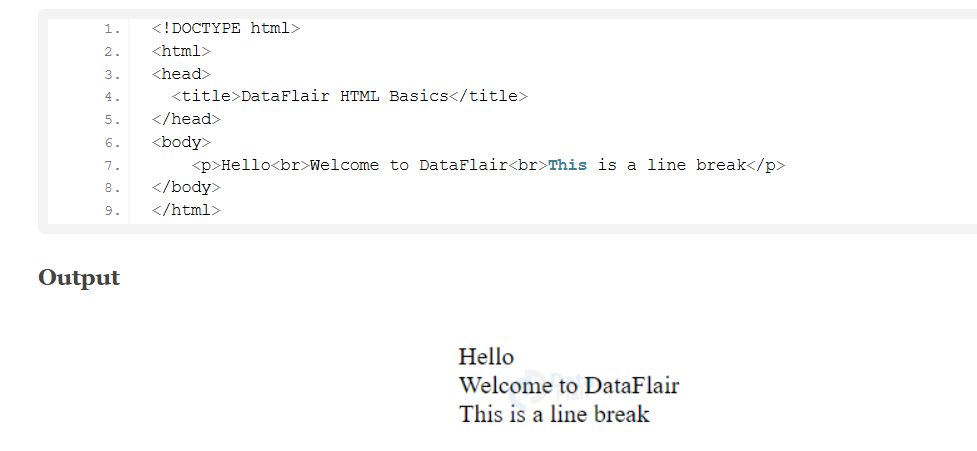 1. <!DOCTYPE html>
2. <html>
3. <head>
4.   <title>DataFlair HTML Basics</title>
5. </head>
6. <body>
7.     <p>Hello<br>Welcome to DataFlair<br>This is a line break</p>
8. </body>
9. </html>
Output
Hello
Welcome to DataFlair
This is a line break